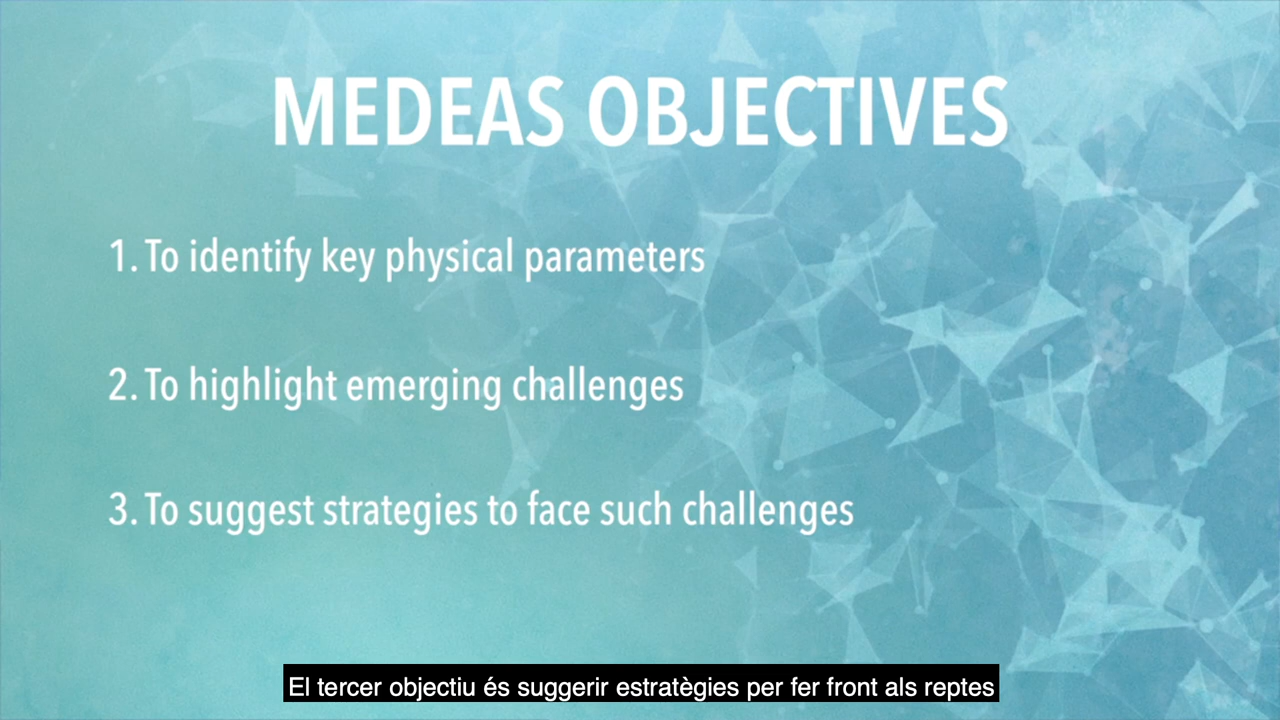 MEDEAS OBJECTIVES
1. To identify key physical parameters
2. To highlight emerging challenges
3. To suggest strategies to face such challenges
El tercer objectiu és suggerir estratègies per fer front als reptes